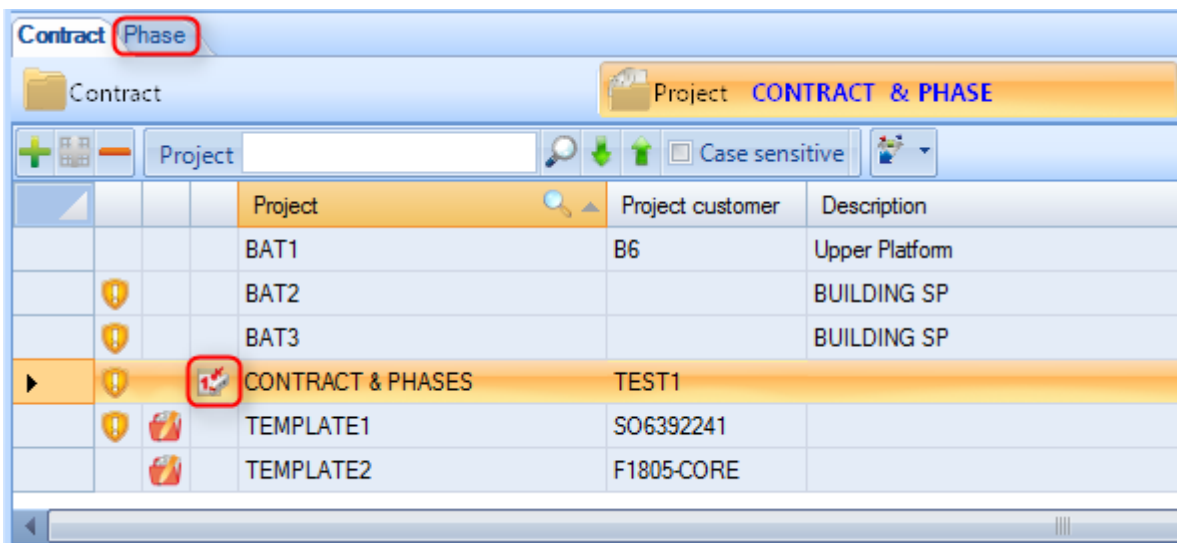 Contract Phase
Contract Project CONTRACT & PHASE
Project Case sensitive
Project Project customer Description
BAT1 B6 Upper Platform
BAT2 BUILDING SP
BAT3 BUILDING SP
CONTRACT & PHASES TEST1
TEMPLATE1 SO6392241
TEMPLATE2 F1805-CORE